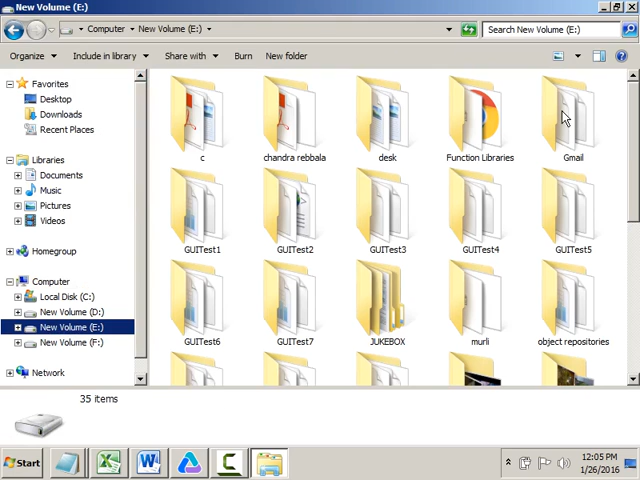 New Volume (E:)
Computer
New Volume (E:)
Search New Volume (E:)
Organize
Include in library
Share with
Burn
New folder
Favorites
Desktop
Downloads
Recent Places
Libraries
Documents
Music
Pictures
Videos
Homegroup
Computer
Local Disk (C:)
New Volume (D:)
New Volume (E:)
New Volume (F:)
Network
c
chandra rebbala
desk
Function Libraries
Gmail
GUITest1
GUITest2
GUITest3
GUITest4
GUITest5
GUITest6
GUITest7
JUKEBOX
murli
object repositories
35 items
Start
12:05 PM
1/26/2016